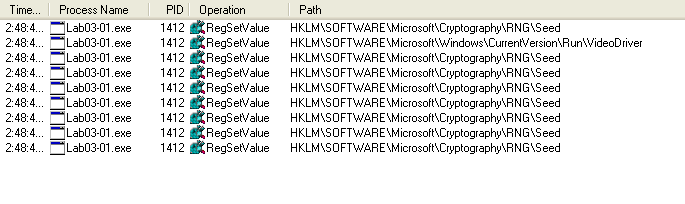 Time... Process Name PID Operation Path
2:48:4... Lab03-01.exe 1412 RegSetValue HKLM\SOFTWARE\Microsoft\Cryptography\RNG\Seed
2:48:4... Lab03-01.exe 1412 RegSetValue HKLM\SOFTWARE\Microsoft\Windows\CurrentVersion\Run\VideoDriver
2:48:4... Lab03-01.exe 1412 RegSetValue HKLM\SOFTWARE\Microsoft\Cryptography\RNG\Seed
2:48:4... Lab03-01.exe 1412 RegSetValue HKLM\SOFTWARE\Microsoft\Cryptography\RNG\Seed
2:48:4... Lab03-01.exe 1412 RegSetValue HKLM\SOFTWARE\Microsoft\Cryptography\RNG\Seed
2:48:4... Lab03-01.exe 1412 RegSetValue HKLM\SOFTWARE\Microsoft\Cryptography\RNG\Seed
2:48:4... Lab03-01.exe 1412 RegSetValue HKLM\SOFTWARE\Microsoft\Cryptography\RNG\Seed
2:48:4... Lab03-01.exe 1412 RegSetValue HKLM\SOFTWARE\Microsoft\Cryptography\RNG\Seed
2:48:4... Lab03-01.exe 1412 RegSetValue HKLM\SOFTWARE\Microsoft\Cryptography\RNG\Seed